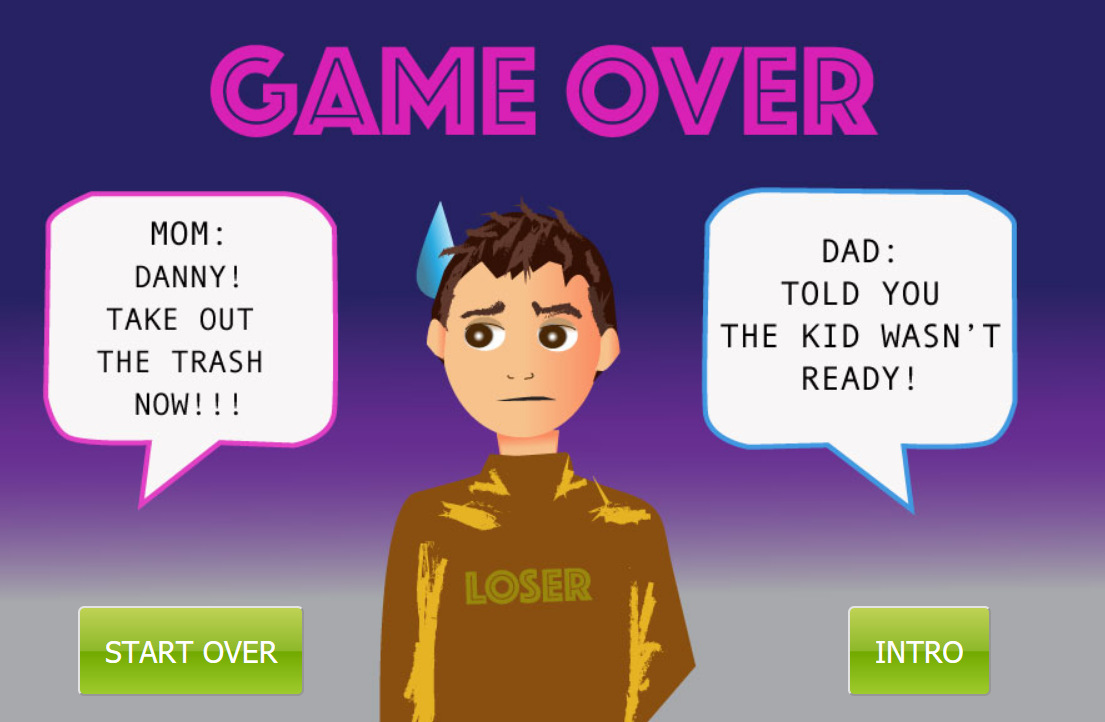 GAME OVER
MOM:
DANNY!
TAKE OUT
THE TRASH
NOW!!!
DAD:
TOLD YOU
THE KID WASN'T
READY!
LOSER
START OVER
INTRO